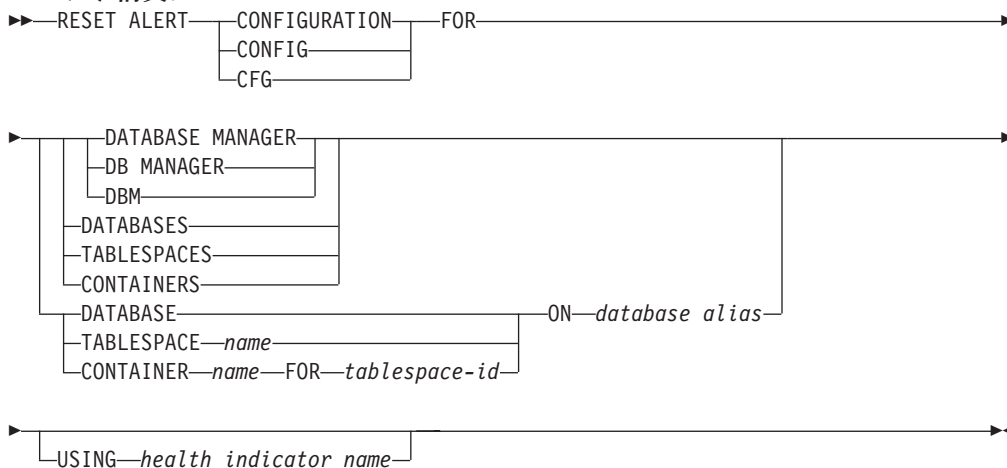 RESET ALERT CONFIGURATION FOR
CONFIG
CFG
DATABASE MANAGER
DB MANAGER
DBM
DATABASES
TABLESPACES
CONTAINERS
DATABASE ON database alias
TABLESPACE name
CONTAINER name FOR tablespace-id
USING health indicator name